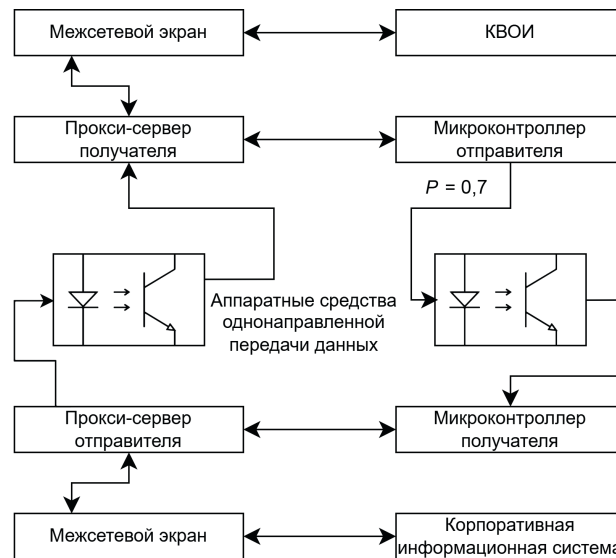 Межсетевой экран
КВОИ
Прокси-сервер
получателя
Микроконтроллер
отправителя
P = 0,7
Аппаратные средства
однонаправленной
передачи данных
Прокси-сервер
отправителя
Микроконтроллер
получателя
Межсетевой экран
Корпоративная
информационная система